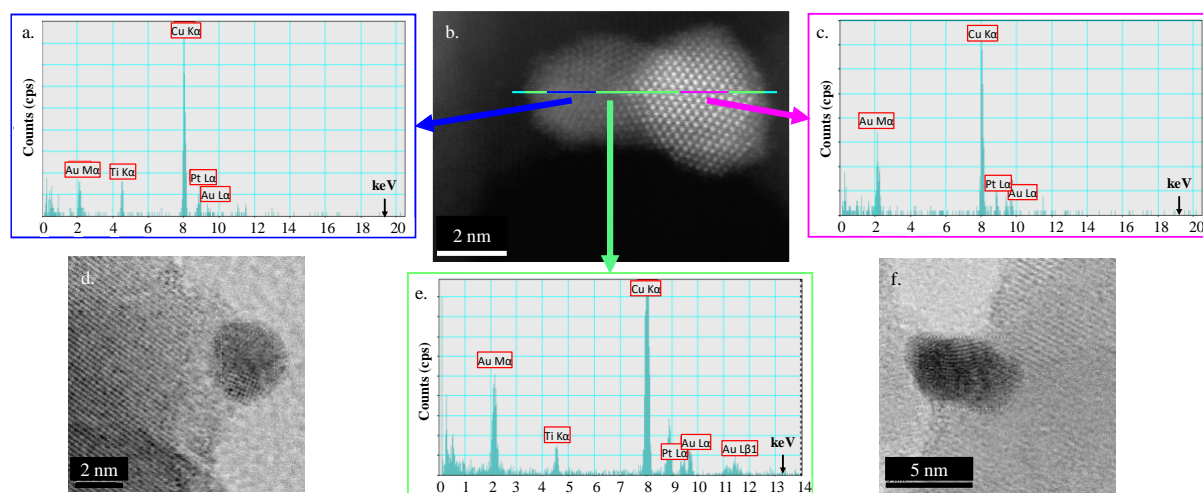 a.
Cu Kα
Au Mα
Ti Kα
Pt Lα
Au Lα
keV
Counts (cps)
0 2 4 6 8 10 12 14 16 18 20
b.
2 nm
c.
Cu Kα
Au Mα
Pt Lα
Au Lα
keV
Counts (cps)
0 2 4 6 8 10 12 14 16 18 20
d.
2 nm
e.
Cu Kα
Au Mα
Ti Kα
Pt Lα
Au Lα
Au Lβ1
keV
Counts (cps)
0 1 2 3 4 5 6 7 8 9 10 11 12 13 14
f.
5 nm